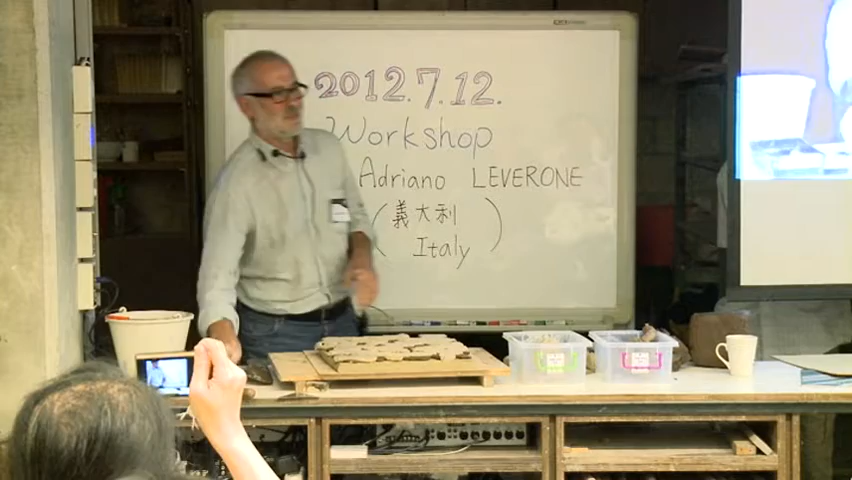 2012.7.12.
Workshop
Adriano LEVERONE
(義大利
Italy)